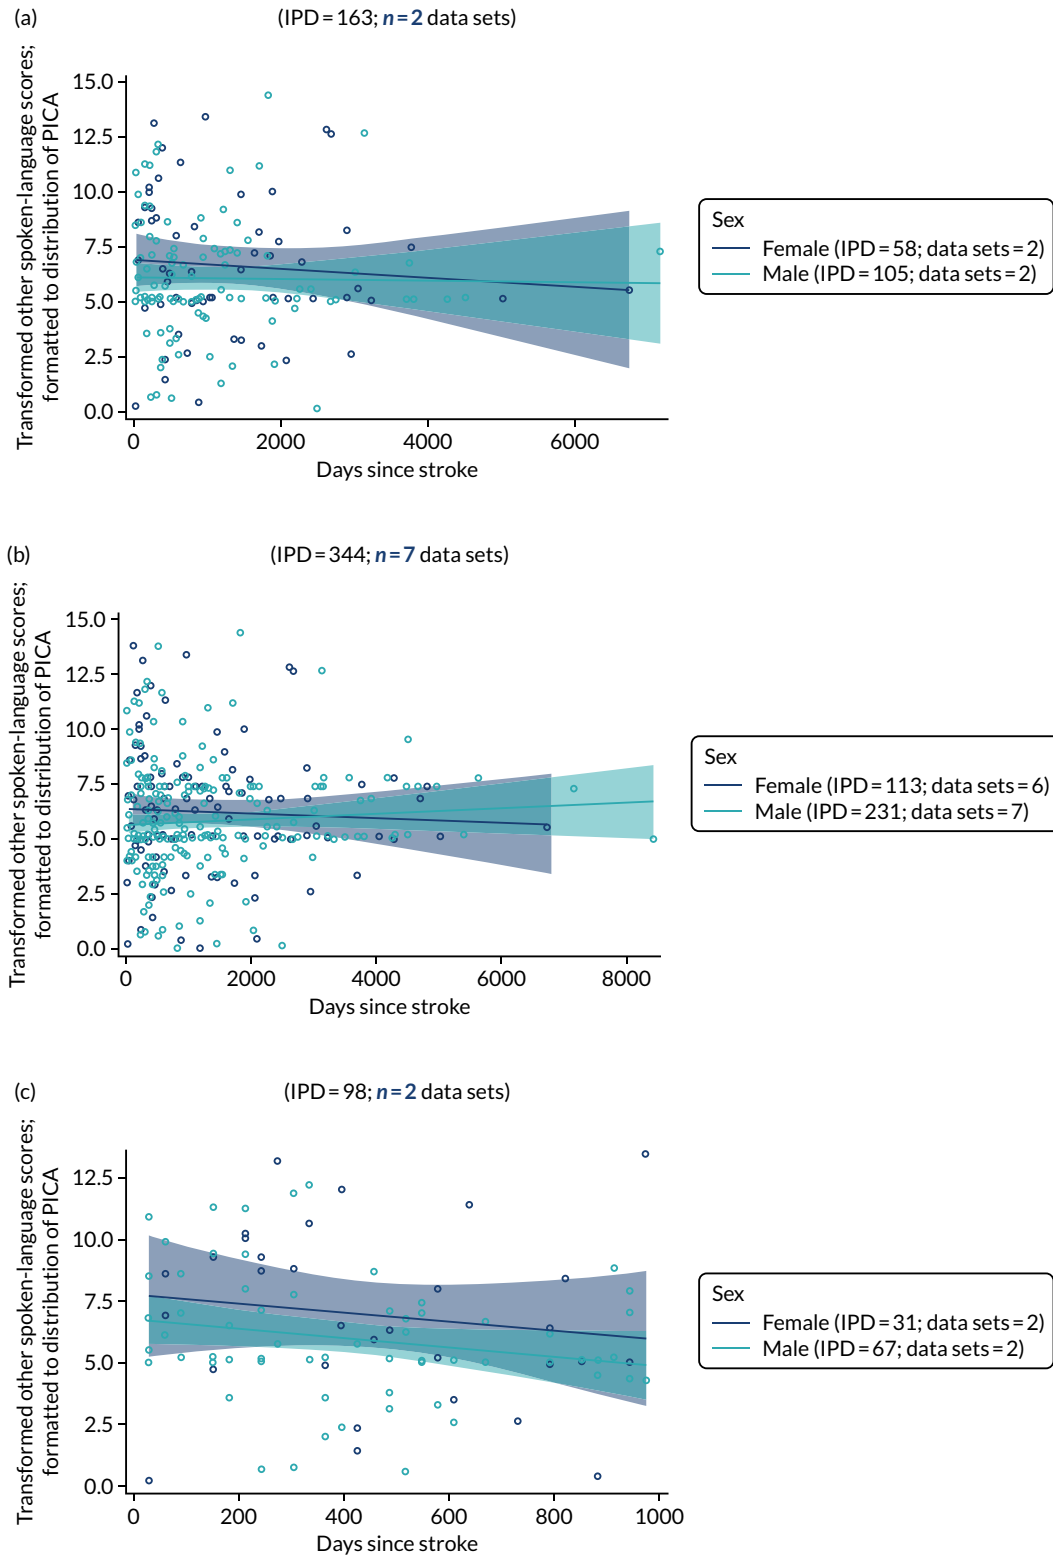 (a)
(IPD = 163; n = 2 data sets)
Transformed other spoken-language scores;
formatted to distribution of PICA
15.0
12.5
10.0
7.5
5.0
2.5
0.0
0
2000
4000
6000
Days since stroke
Sex
Female (IPD = 58; data sets = 2)
Male (IPD = 105; data sets = 2)
(b)
(IPD = 344; n = 7 data sets)
Transformed other spoken-language scores;
formatted to distribution of PICA
15.0
12.5
10.0
7.5
5.0
2.5
0.0
0
2000
4000
6000
8000
Days since stroke
Sex
Female (IPD = 113; data sets = 6)
Male (IPD = 231; data sets = 7)
(c)
(IPD = 98; n = 2 data sets)
Transformed other spoken-language scores;
formatted to distribution of PICA
12.5
10.0
7.5
5.0
2.5
0.0
0
200
400
600
800
1000
Days since stroke
Sex
Female (IPD = 31; data sets = 2)
Male (IPD = 67; data sets = 2)